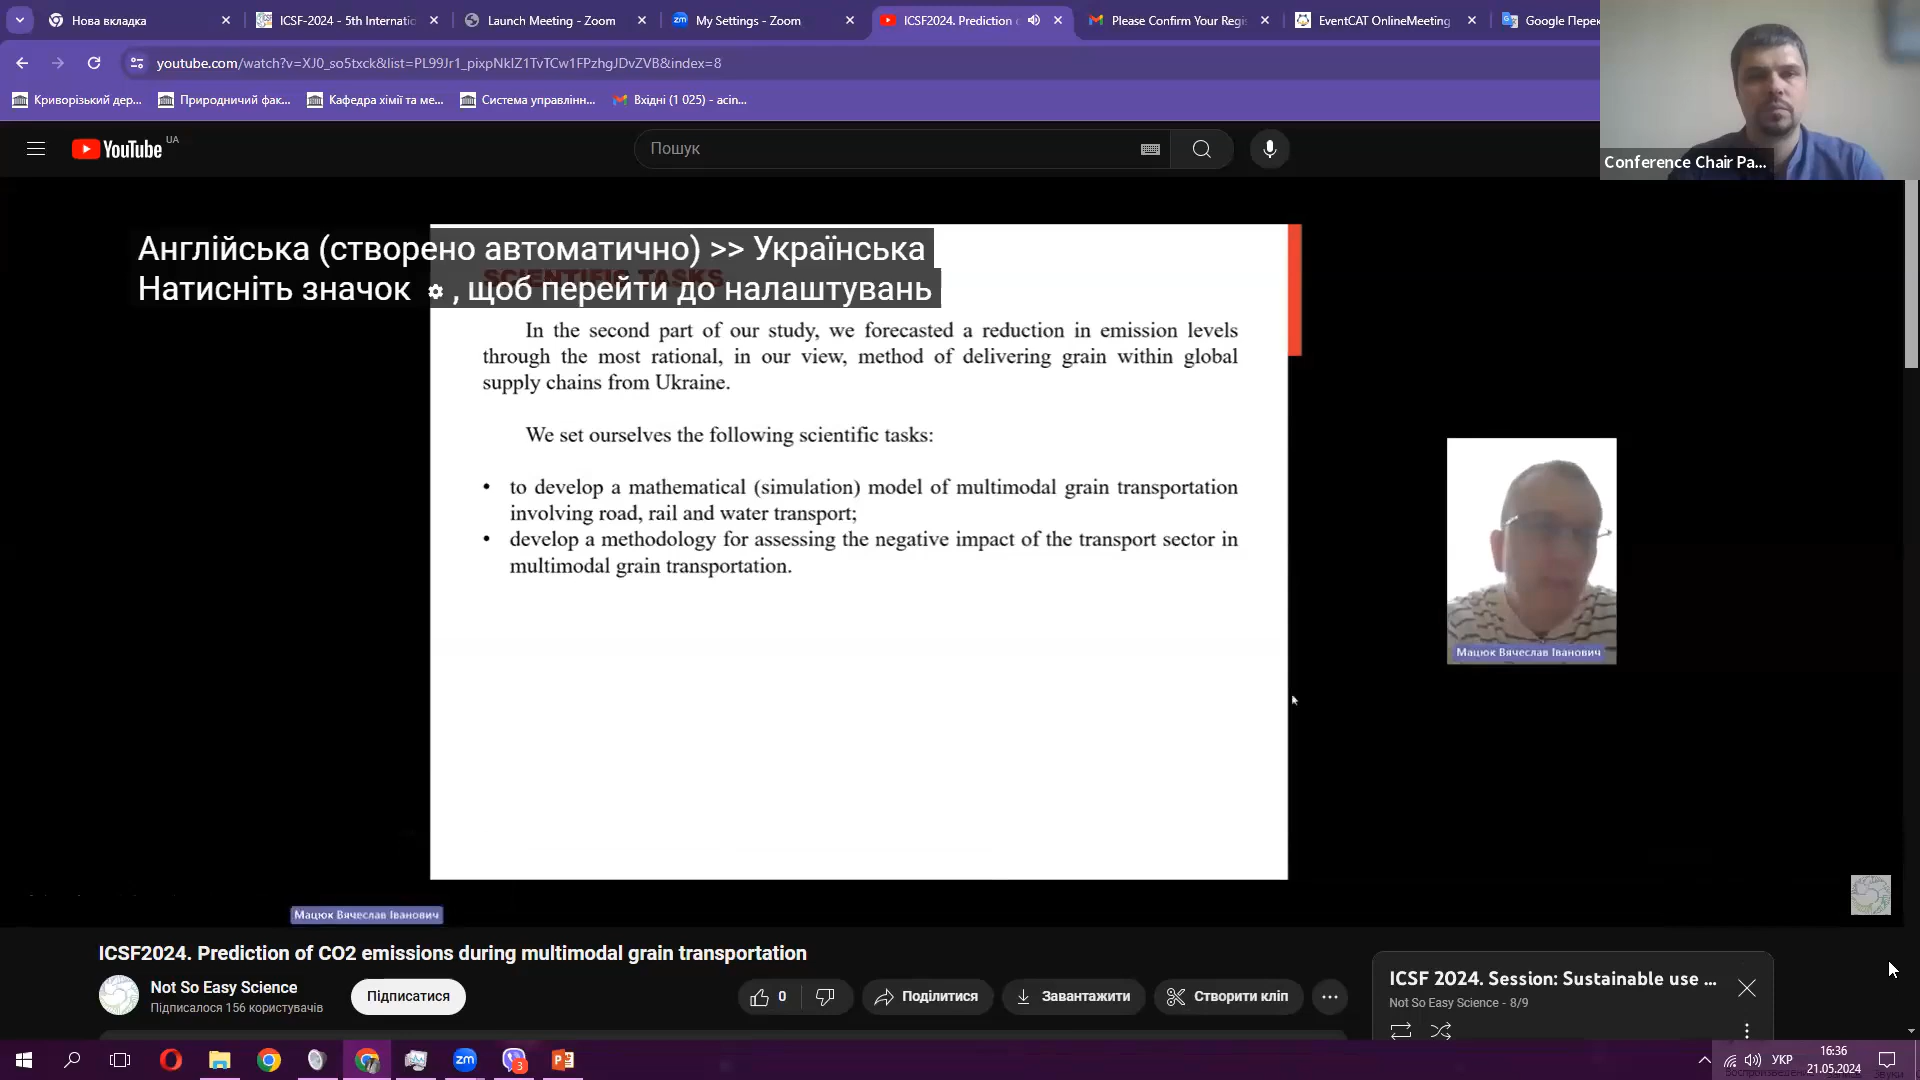 Нова вкладка
ICSF-2024 - 5th Internatio
Launch Meeting - Zoom
My Settings - Zoom
ICSF2024. Prediction
Please Confirm Your Regi
EventCAT OnlineMeeting
Google Перек
youtube.com/watch?v=XJ0_so5txck&list=PL99Jr1_pixpNklZ1TvTCw1FPzhgJDvZVB&index=8
Криворізький дер...
Природничий фак...
Кафедра хімії та ме...
Система управлінн...
Вхідні (1 025) - acin...
Conference Chair Pa...
YouTube UA
Пошук
Англійська (створено автоматично) >> Українська
SCIENTIFIC TASKS
Натисніть значок , щоб перейти до налаштувань
In the second part of our study, we forecasted a reduction in emission levels
through the most rational, in our view, method of delivering grain within global
supply chains from Ukraine.
We set ourselves the following scientific tasks:
• to develop a mathematical (simulation) model of multimodal grain transportation
involving road, rail and water transport;
• develop a methodology for assessing the negative impact of the transport sector in
multimodal grain transportation.
Мацюк Вячеслав Іванович
Мацюк Вячеслав Іванович
ICSF2024. Prediction of CO2 emissions during multimodal grain transportation
Not So Easy Science
Підписалося 156 користувачів
Підписатися
0
Поділитися
Завантажити
Створити кліп
ICSF 2024. Session: Sustainable use ...
Not So Easy Science - 8/9
zm
3
УКР
16:36
21.05.2024